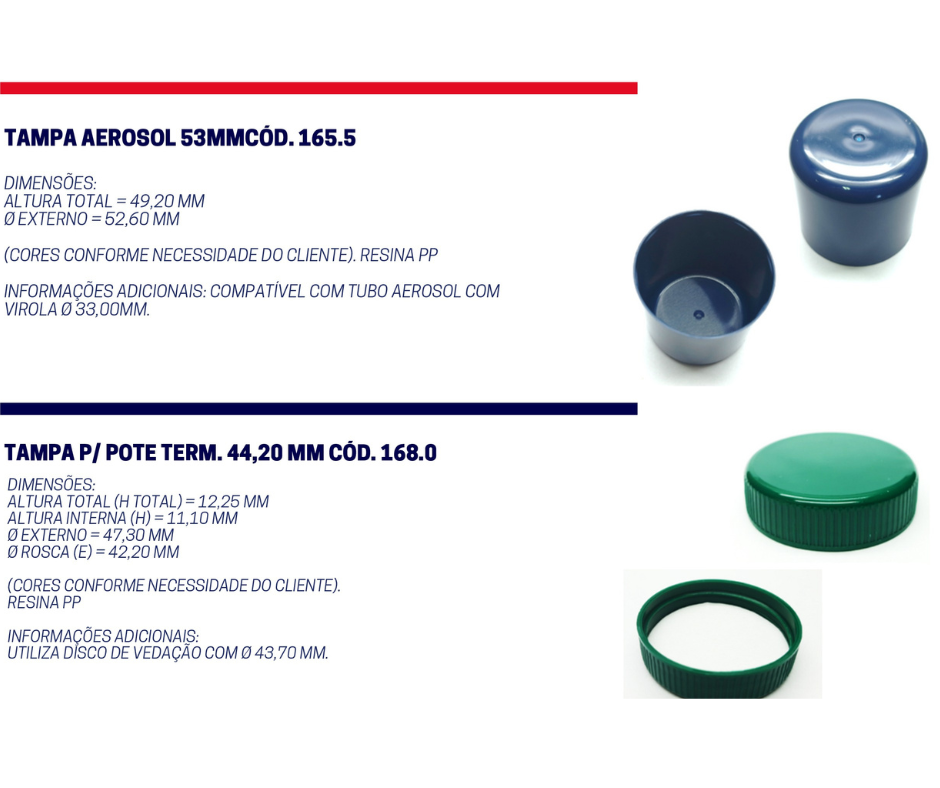 TAMPA AEROSOL 53MMCÓD. 165.5
DIMENSÕES:
ALTURA TOTAL = 49,20 MM
Ø EXTERNO = 52,60 MM
(CORES CONFORME NECESSIDADE DO CLIENTE). RESINA PP
INFORMAÇÕES ADICIONAIS: COMPATÍVEL COM TUBO AEROSOL COM
VIROLA Ø 33,00MM.
TAMPA P/ POTE TERM. 44,20 MM CÓD. 168.0
DIMENSÕES:
ALTURA TOTAL (H TOTAL) = 12,25 MM
ALTURA INTERNA (H) = 11,10 MM
Ø EXTERNO = 47,30 MM
Ø ROSCA (E) = 42,20 MM
(CORES CONFORME NECESSIDADE DO CLIENTE).
RESINA PP
INFORMAÇÕES ADICIONAIS:
UTILIZA DISCO DE VEDAÇÃO COM Ø 43,70 MM.